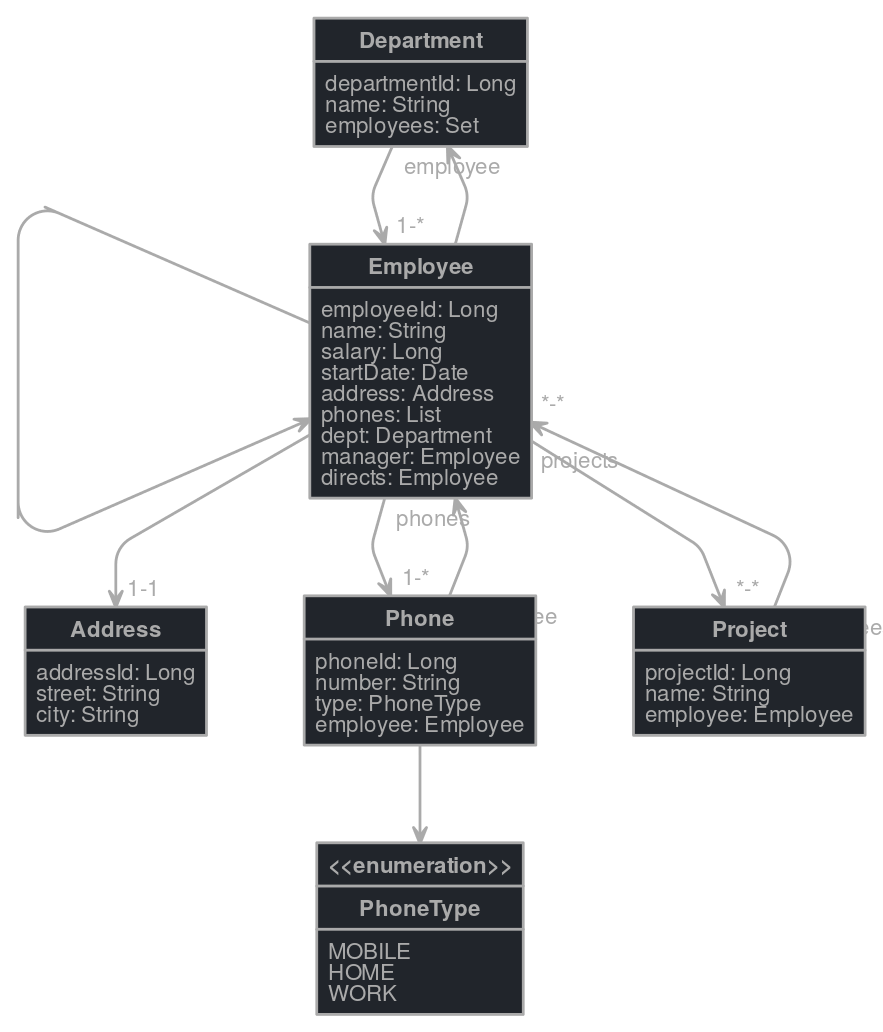 Department
departmentId: Long
name: String
employees: Set
employee
1-*
Employee
employeeId: Long
name: String
salary: Long
startDate: Date
address: Address
phones: List
dept: Department
manager: Employee
directs: Employee
*-*
projects
phones
1-1
1-*
*-*
Address
addressId: Long
street: String
city: String
Phone
phoneId: Long
number: String
type: PhoneType
employee: Employee
ee
Project
projectId: Long
name: String
employee: Employee
ee
<<enumeration>>
PhoneType
MOBILE
HOME
WORK